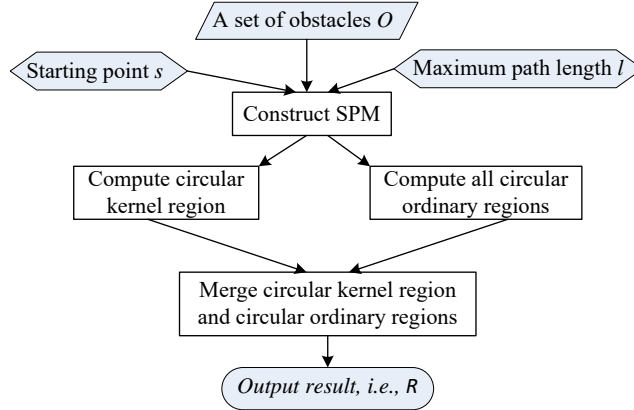 A set of obstacles O
Starting point s
Maximum path length l
Construct SPM
Compute circular
kernel region
Compute all circular
ordinary regions
Merge circular kernel region
and circular ordinary regions
Output result, i.e., R